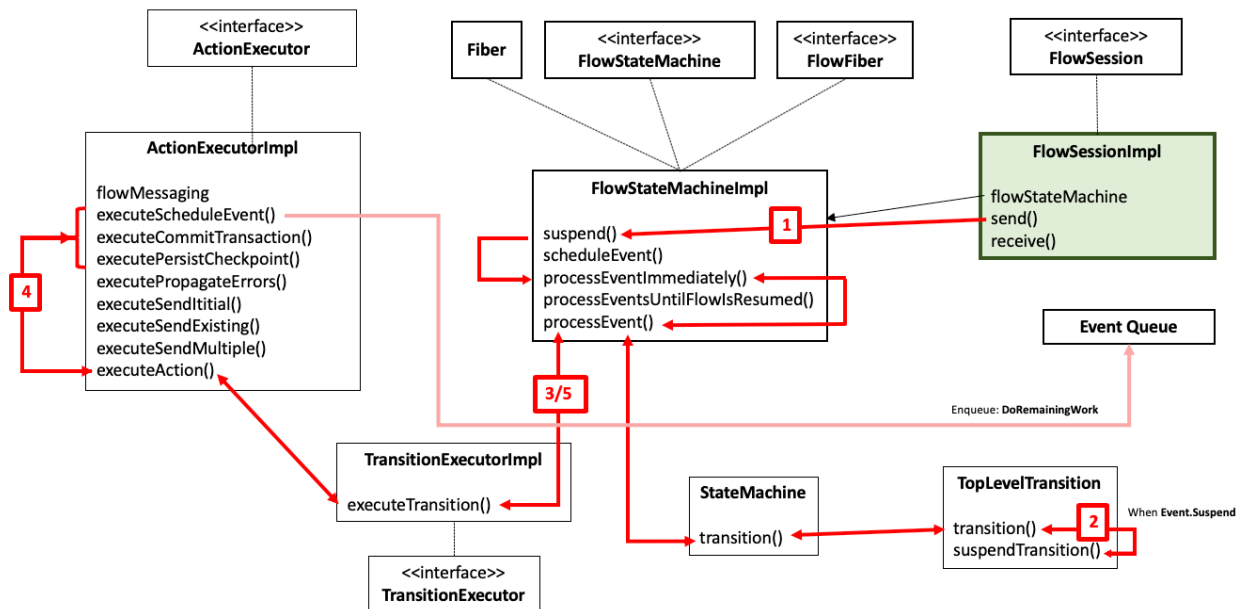 <<interface>>
ActionExecutor
Fiber
<<interface>>
FlowStateMachine
<<interface>>
FlowFiber
<<interface>>
FlowSession
ActionExecutorImpl
flowMessaging
executeScheduleEvent()
executeCommitTransaction()
executePersistCheckpoint()
executePropagateErrors()
executeSendItitial()
executeSendExisting()
executeSendMultiple()
executeAction()
4
FlowStateMachineImpl
suspend()
scheduleEvent()
processEventImmediately()
processEventsUntilFlowIsResumed()
processEvent()
1
FlowSessionImpl
flowStateMachine
send()
receive()
Event Queue
3/5
Enqueue: DoRemainingWork
TransitionExecutorImpl
executeTransition()
<<interface>>
TransitionExecutor
StateMachine
transition()
TopLevelTransition
transition()
suspendTransition()
2
When Event.Suspend